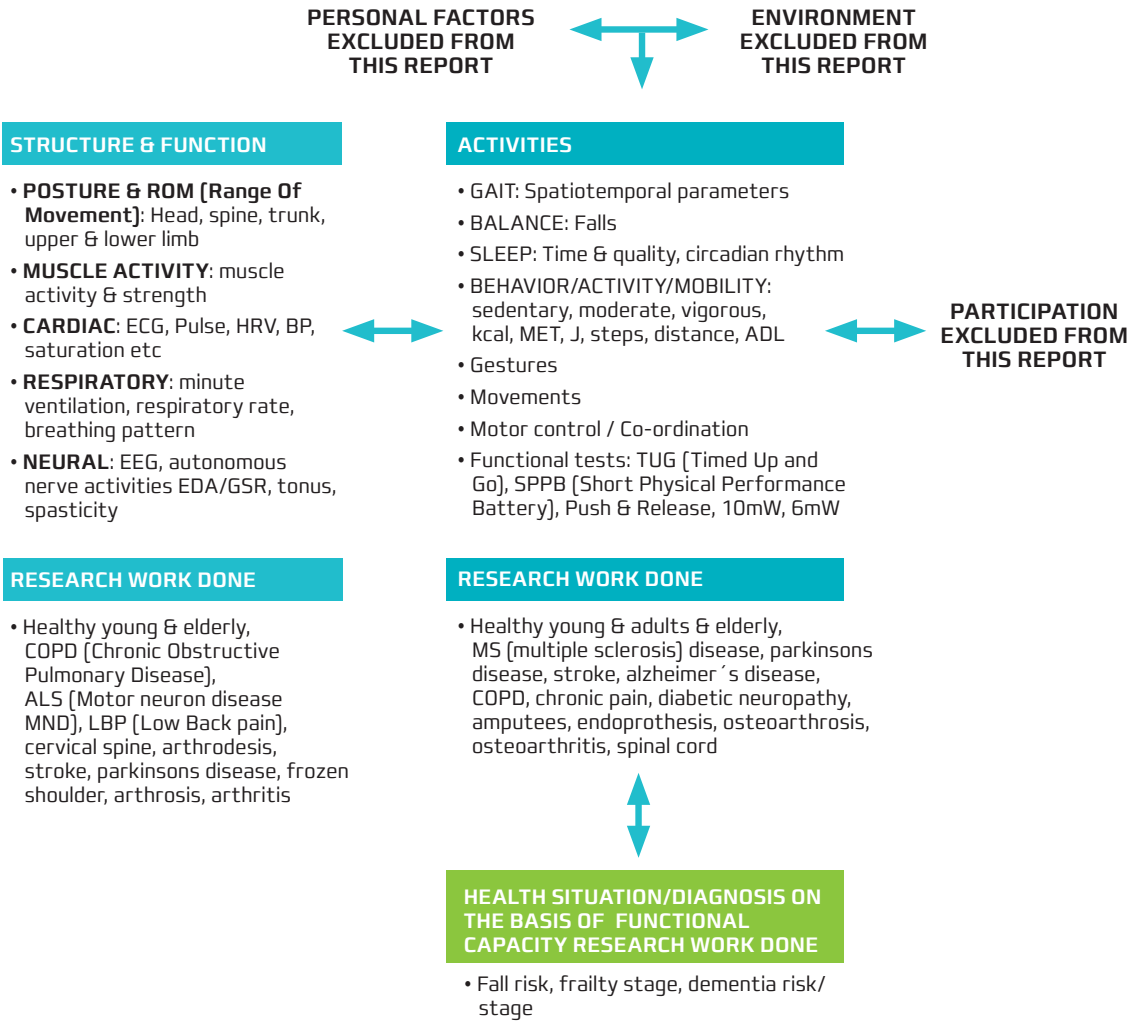 PERSONAL FACTORS
EXCLUDED FROM
THIS REPORT
ENVIRONMENT
EXCLUDED FROM
THIS REPORT
STRUCTURE & FUNCTION
• POSTURE & ROM (Range Of
Movement): Head, spine, trunk,
upper & lower limb
• MUSCLE ACTIVITY: muscle
activity & strength
• CARDIAC: ECG, Pulse, HRV, BP,
saturation etc
• RESPIRATORY: minute
ventilation, respiratory rate,
breathing pattern
• NEURAL: EEG, autonomous
nerve activities EDA/GSR, tonus,
spasticity
ACTIVITIES
• GAIT: Spatiotemporal parameters
• BALANCE: Falls
• SLEEP: Time & quality, circadian rhythm
• BEHAVIOR/ACTIVITY/MOBILITY:
sedentary, moderate, vigorous,
kcal, MET, J, steps, distance, ADL
• Gestures
• Movements
• Motor control / Co-ordination
• Functional tests: TUG (Timed Up and
Go), SPPB (Short Physical Performance
Battery), Push & Release, 10mW, 6mW
PARTICIPATION
EXCLUDED FROM
THIS REPORT
RESEARCH WORK DONE
• Healthy young & elderly,
COPD (Chronic Obstructive
Pulmonary Disease),
ALS (Motor neuron disease
MND), LBP (Low Back pain),
cervical spine, arthrodesis,
stroke, parkinsons disease, frozen
shoulder, arthrosis, arthritis
RESEARCH WORK DONE
• Healthy young & adults & elderly,
MS (multiple sclerosis) disease, parkinsons
disease, stroke, alzheimer´s disease,
COPD, chronic pain, diabetic neuropathy,
amputees, endoprothesis, osteoarthrosis,
osteoarthritis, spinal cord
HEALTH SITUATION/DIAGNOSIS ON
THE BASIS OF FUNCTIONAL
CAPACITY RESEARCH WORK DONE
• Fall risk, frailty stage, dementia risk/
stage